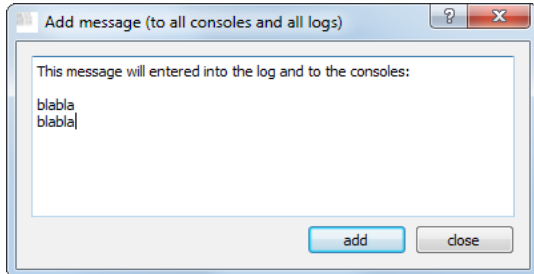 Add message (to all consoles and all logs)
This message will entered into the log and to the consoles:
blabla
blabla
add
close